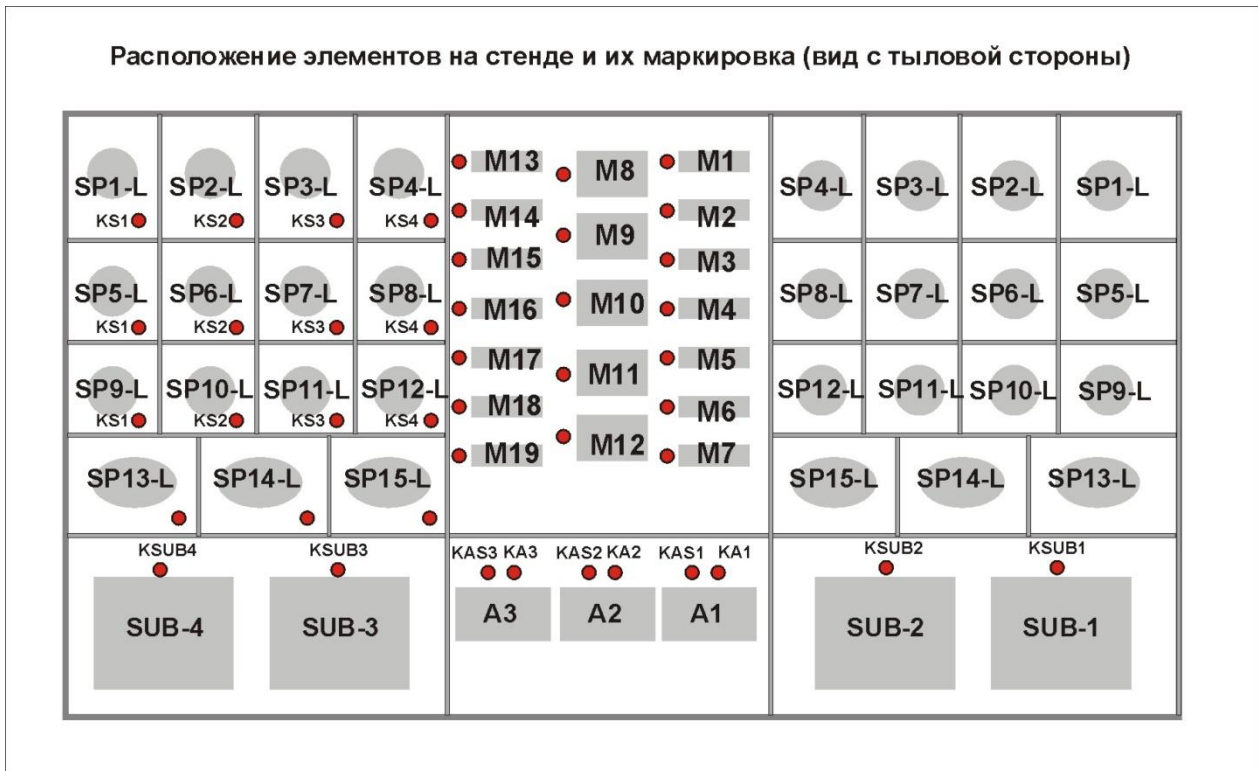 Расположение элементов на стенде и их маркировка (вид с тыловой стороны)
SP1-L SP2-L SP3-L SP4-L
KS1 KS2 KS3 KS4
SP5-L SP6-L SP7-L SP8-L
KS1 KS2 KS3 KS4
SP9-L SP10-L SP11-L SP12-L
KS1 KS2 KS3 KS4
SP13-L SP14-L SP15-L
KSUB4 KSUB3
SUB-4 SUB-3
M13 M8 M1
M14 M9 M2
M15 M3
M16 M10 M4
M17 M11 M5
M18 M6
M19 M12 M7
KAS3 KA3 KAS2 KA2 KAS1 KA1
A3 A2 A1
SP4-L SP3-L SP2-L SP1-L
SP8-L SP7-L SP6-L SP5-L
SP12-L SP11-L SP10-L SP9-L
SP15-L SP14-L SP13-L
KSUB2 KSUB1
SUB-2 SUB-1